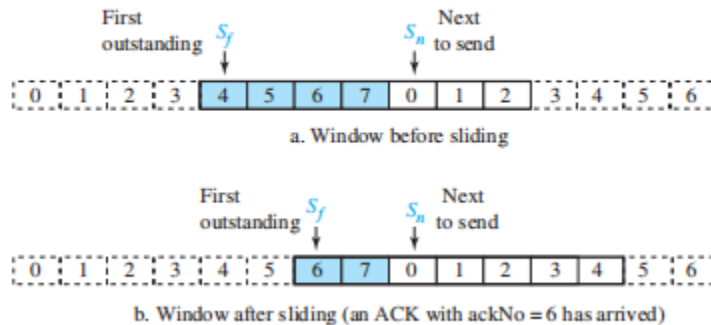 First Next
outstanding Sf Sn to send
0 1 2 3 4 5 6 7 0 1 2 3 4 5 6
a. Window before sliding
First Next
outstanding Sf Sn to send
0 1 2 3 4 5 6 7 0 1 2 3 4 5 6
b. Window after sliding (an ACK with ackNo = 6 has arrived)